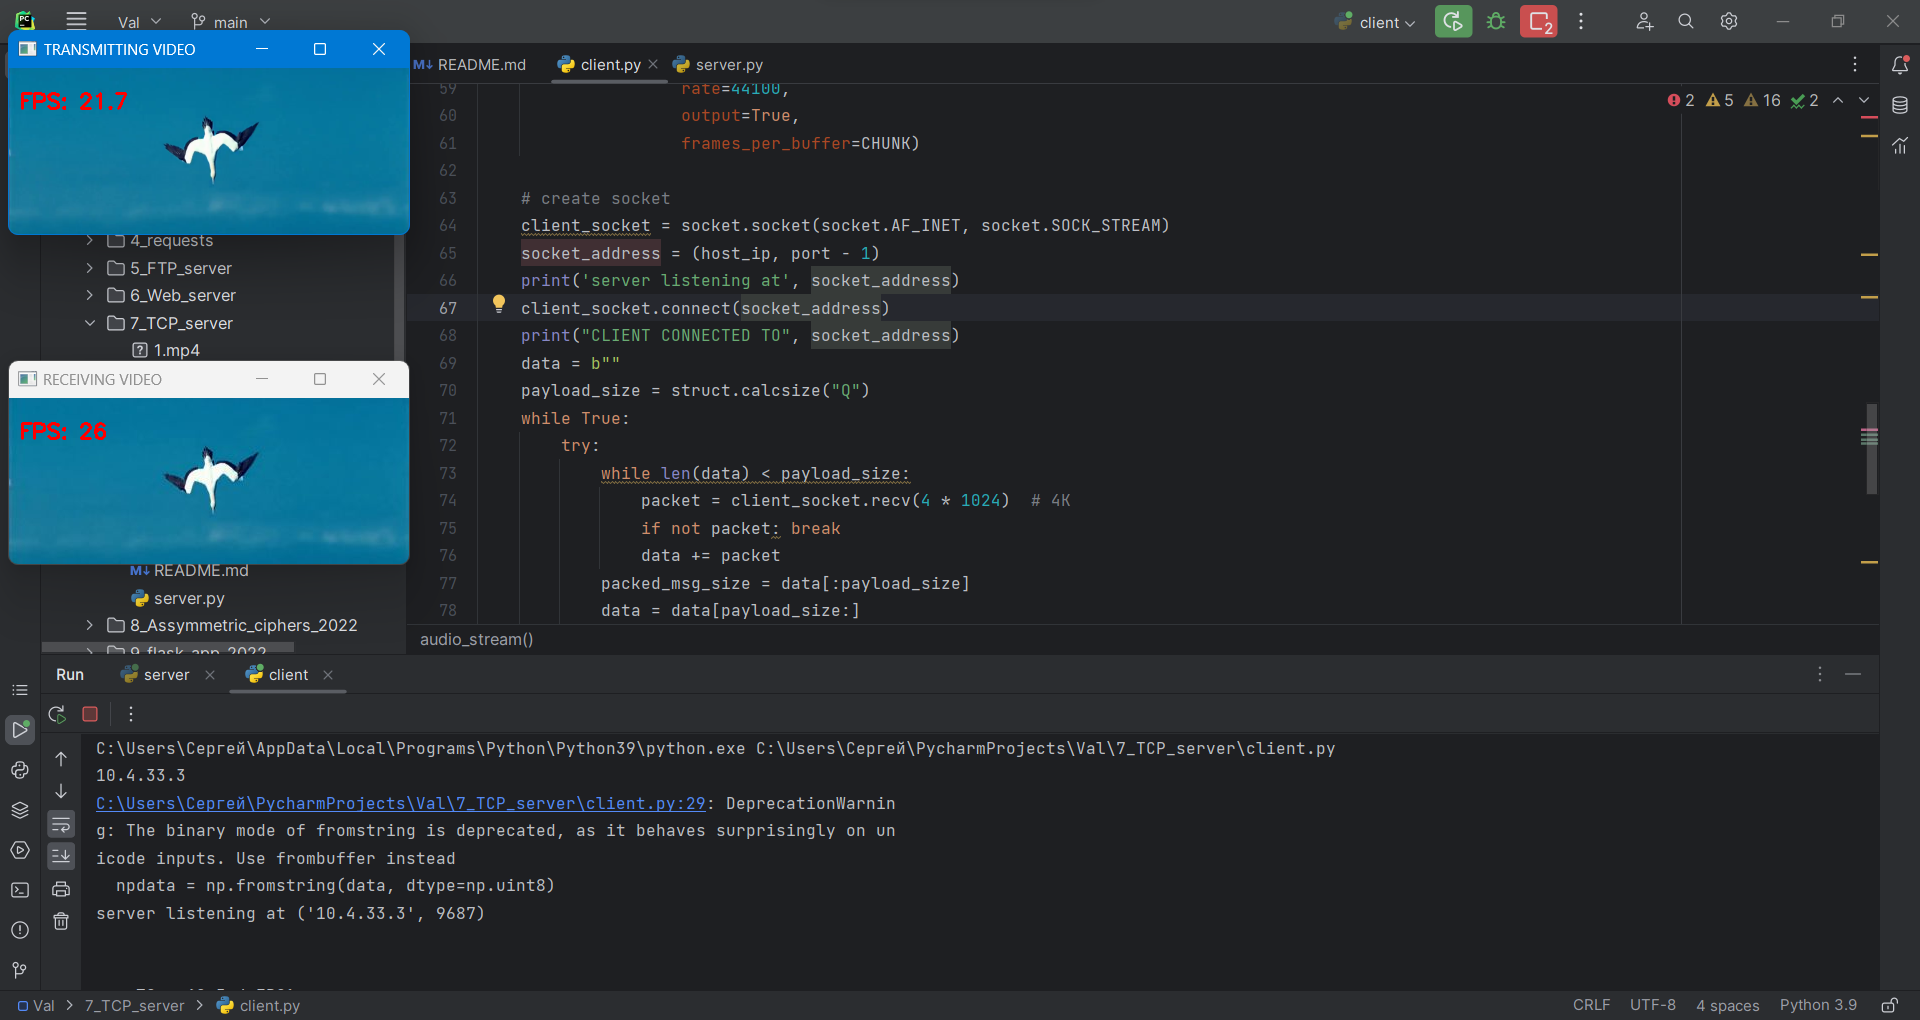 Val
main
client
2
TRANSMITTING VIDEO
FPS: 21.7
README.md
client.py
server.py
2 5 16 2
4_requests
5_FTP_server
6_Web_server
7_TCP_server
1.mp4
RECEIVING VIDEO
FPS: 26
README.md
server.py
8_Assymmetric_ciphers_2022
9_flask_app_2022
59 rate=44100,
60 output=True,
61 frames_per_buffer=CHUNK)
62
63 # create socket
64 client_socket = socket.socket(socket.AF_INET, socket.SOCK_STREAM)
65 socket_address = (host_ip, port - 1)
66 print('server listening at', socket_address)
67 client_socket.connect(socket_address)
68 print("CLIENT CONNECTED TO", socket_address)
69 data = b""
70 payload_size = struct.calcsize("Q")
71 while True:
72 try:
73 while len(data) < payload_size:
74 packet = client_socket.recv(4 * 1024)  # 4K
75 if not packet: break
76 data += packet
77 packed_msg_size = data[:payload_size]
78 data = data[payload_size:]
audio_stream()
Run
server
client
C:\Users\Сергей\AppData\Local\Programs\Python\Python39\python.exe C:\Users\Сергей\PycharmProjects\Val\7_TCP_server\client.py
10.4.33.3
C:\Users\Сергей\PycharmProjects\Val\7_TCP_server\client.py:29: DeprecationWarnin
g: The binary mode of fromstring is deprecated, as it behaves surprisingly on un
icode inputs. Use frombuffer instead
npdata = np.fromstring(data, dtype=np.uint8)
server listening at ('10.4.33.3', 9687)
Val > 7_TCP_server > client.py
CRLF UTF-8 4 spaces Python 3.9